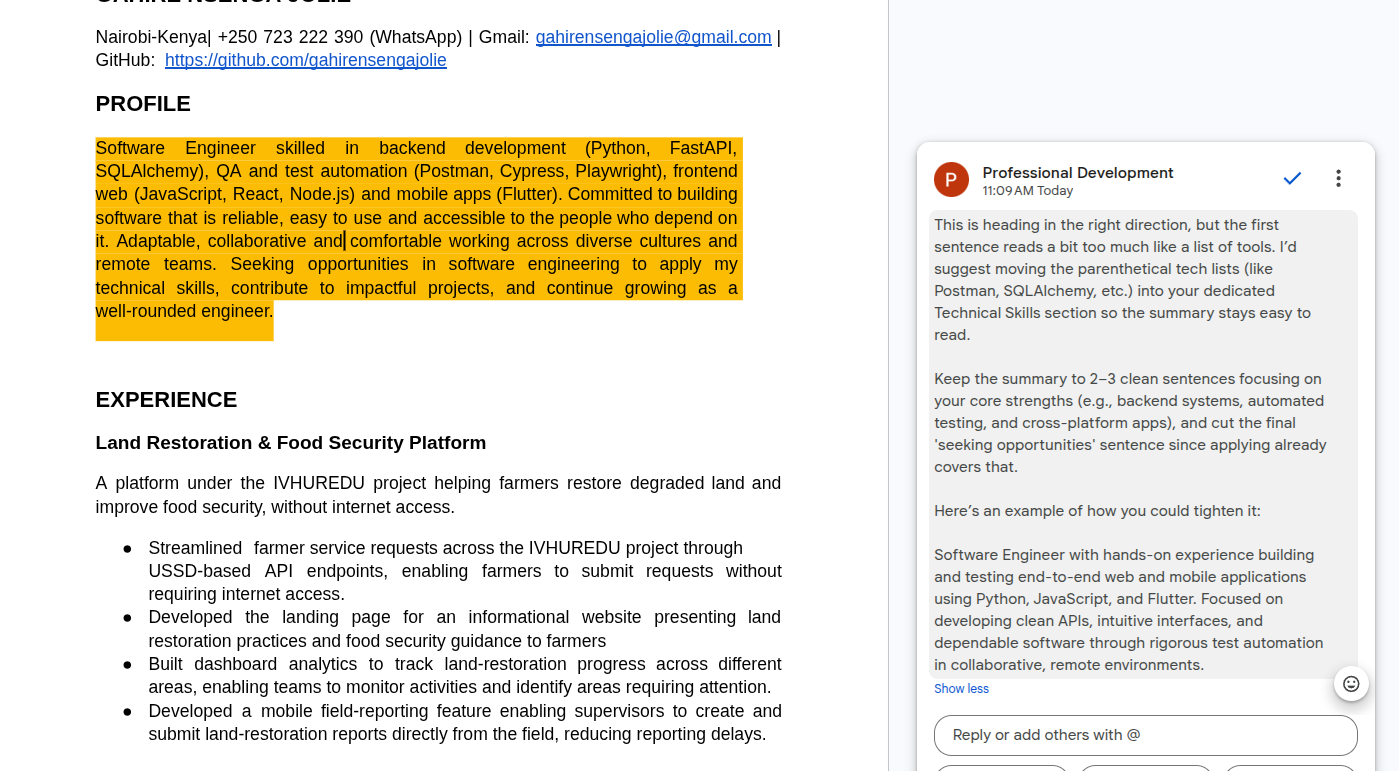 GAHIRE NSENGA JOLIE
Nairobi-Kenya| +250 723 222 390 (WhatsApp) | Gmail: gahirensengajolie@gmail.com |
GitHub: https://github.com/gahirensengajolie
PROFILE
Software Engineer skilled in backend development (Python, FastAPI,
SQLAlchemy), QA and test automation (Postman, Cypress, Playwright), frontend
web (JavaScript, React, Node.js) and mobile apps (Flutter). Committed to building
software that is reliable, easy to use and accessible to the people who depend on
it. Adaptable, collaborative and comfortable working across diverse cultures and
remote teams. Seeking opportunities in software engineering to apply my
technical skills, contribute to impactful projects, and continue growing as a
well-rounded engineer.
EXPERIENCE
Land Restoration & Food Security Platform
A platform under the IVHUREDU project helping farmers restore degraded land and
improve food security, without internet access.
● Streamlined farmer service requests across the IVHUREDU project through
USSD-based API endpoints, enabling farmers to submit requests without
requiring internet access.
● Developed the landing page for an informational website presenting land
restoration practices and food security guidance to farmers
● Built dashboard analytics to track land-restoration progress across different
areas, enabling teams to monitor activities and identify areas requiring attention.
● Developed a mobile field-reporting feature enabling supervisors to create and
submit land-restoration reports directly from the field, reducing reporting delays.
P
Professional Development
11:09 AM Today
This is heading in the right direction, but the first
sentence reads a bit too much like a list of tools. I’d
suggest moving the parenthetical tech lists (like
Postman, SQLAlchemy, etc.) into your dedicated
Technical Skills section so the summary stays easy to
read.
Keep the summary to 2–3 clean sentences focusing on
your core strengths (e.g., backend systems, automated
testing, and cross-platform apps), and cut the final
'seeking opportunities' sentence since applying already
covers that.
Here’s an example of how you could tighten it:
Software Engineer with hands-on experience building
and testing end-to-end web and mobile applications
using Python, JavaScript, and Flutter. Focused on
developing clean APIs, intuitive interfaces, and
dependable software through rigorous test automation
in collaborative, remote environments.
Show less
Reply or add others with @